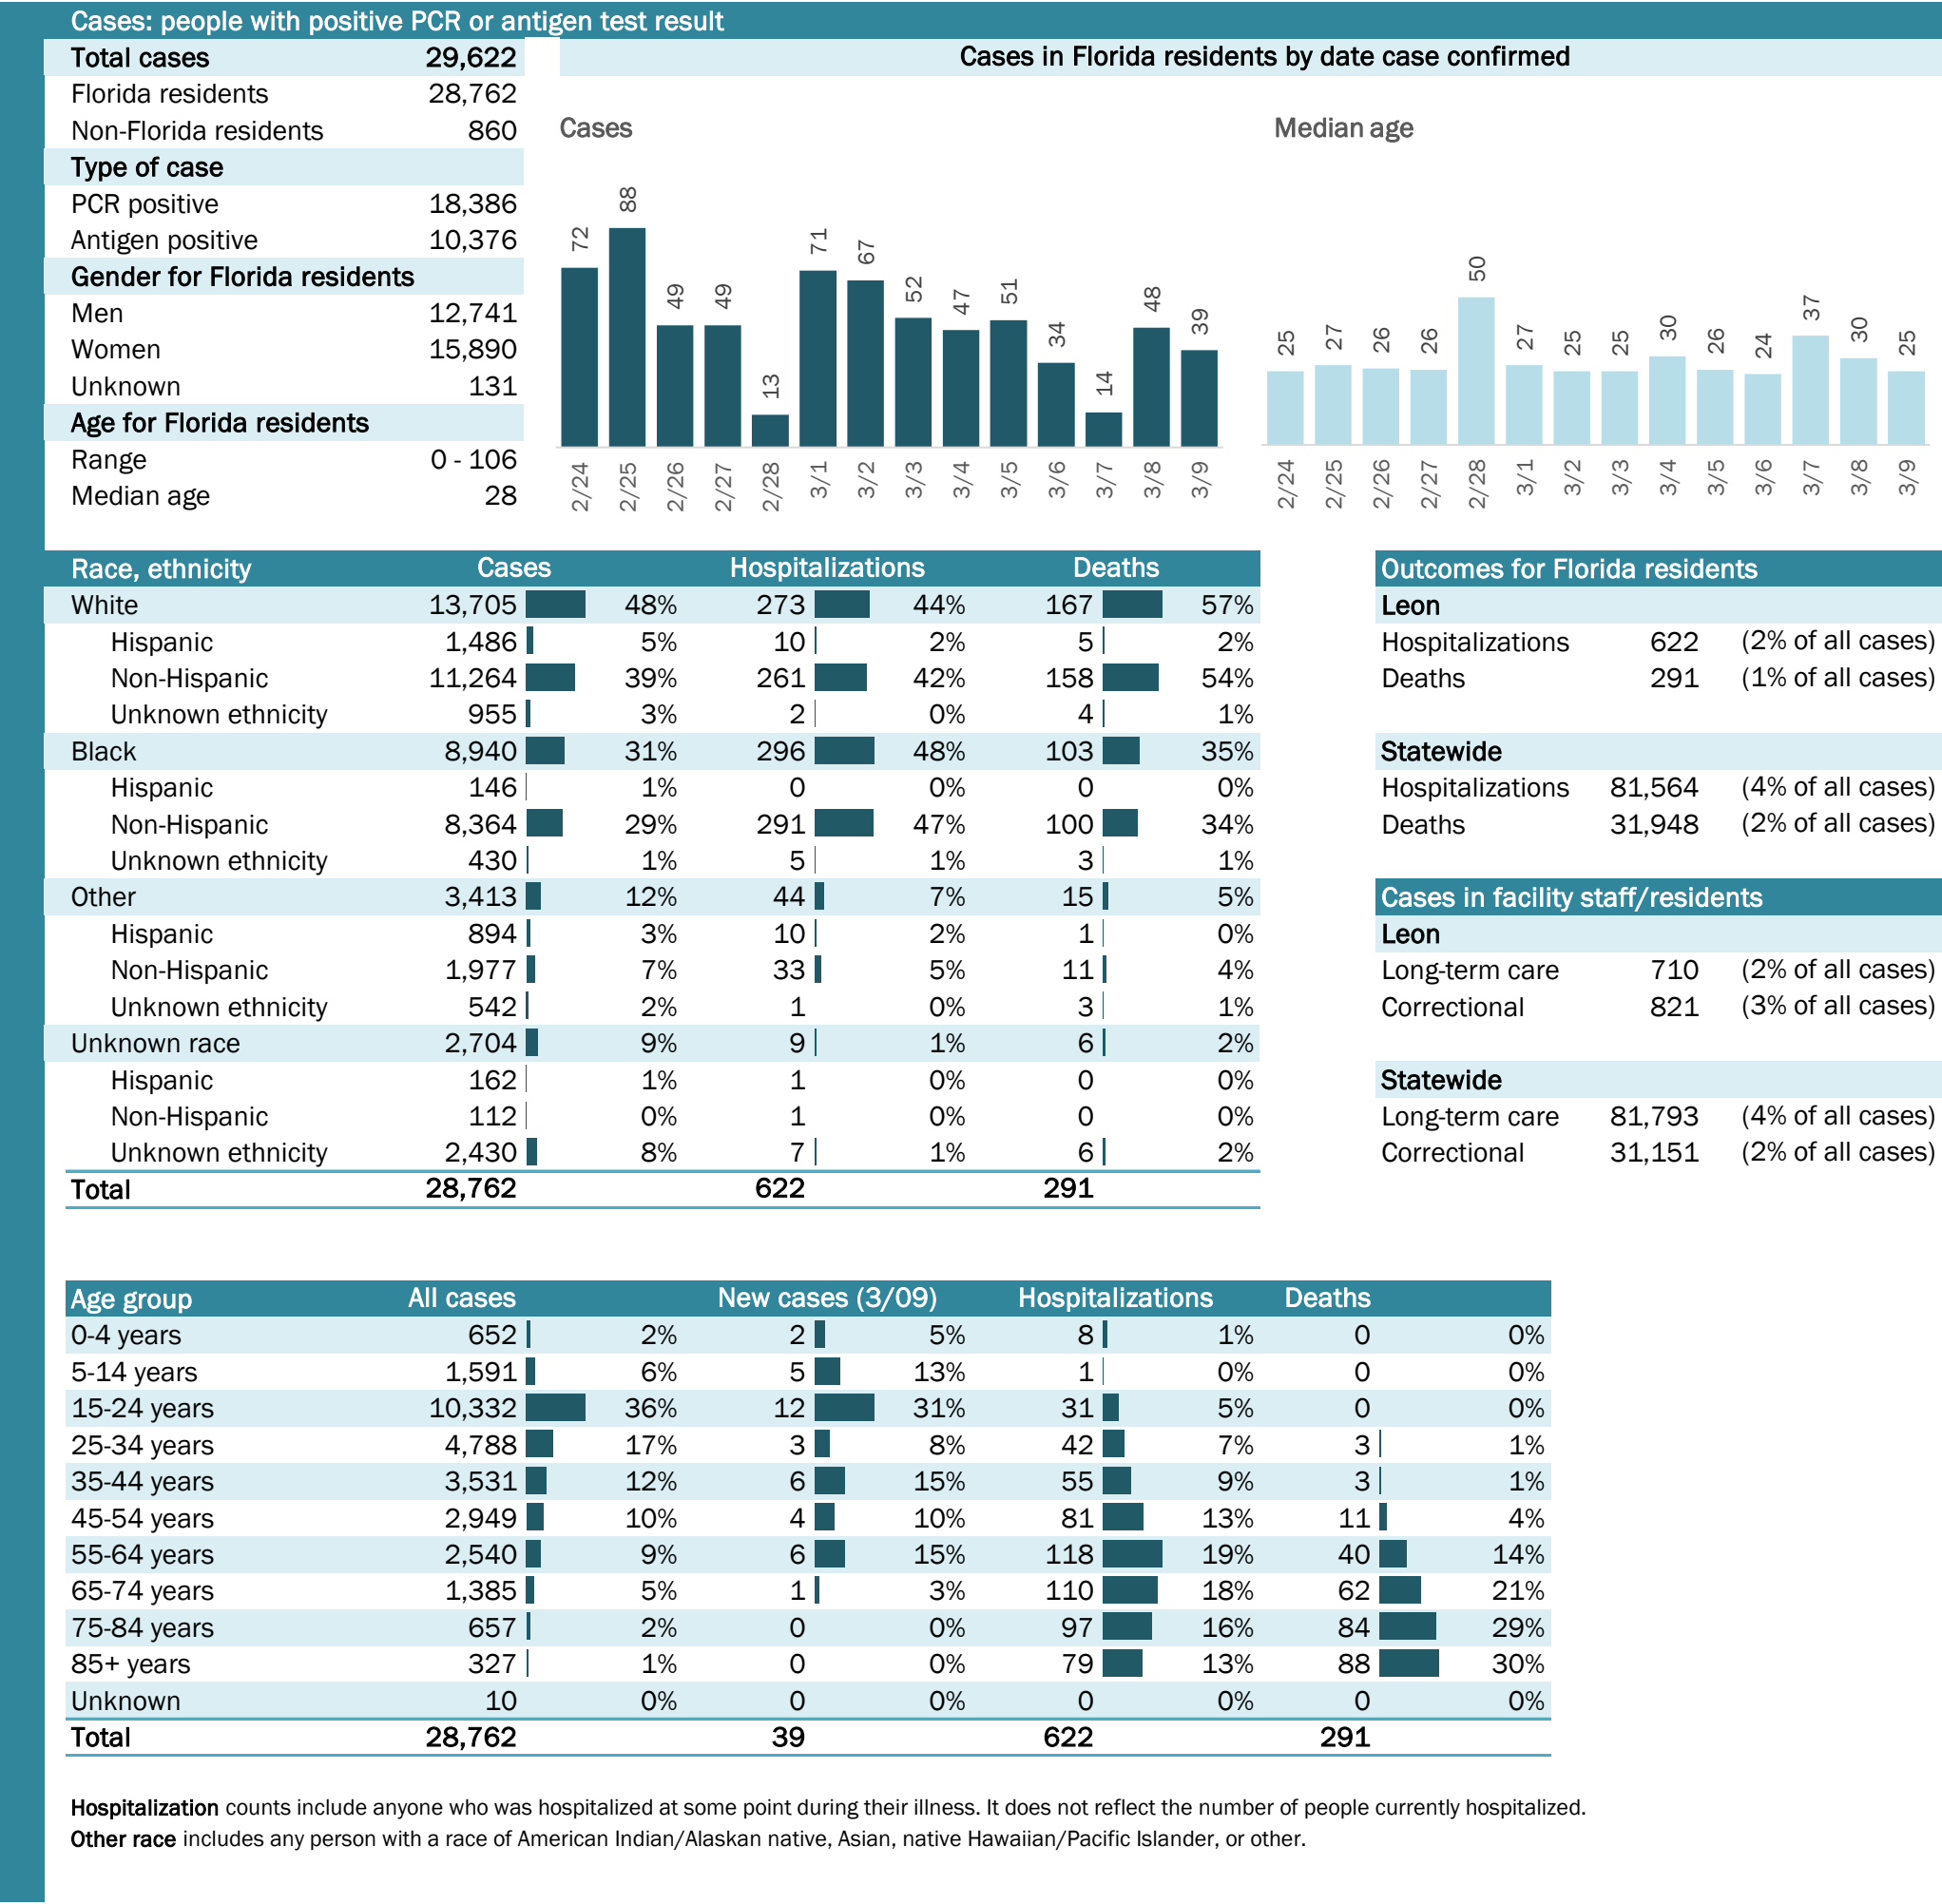 Cases: people with positive PCR or antigen test result
Total cases 29,622
Florida residents 28,762
Non-Florida residents 860
Type of case
PCR positive 18,386
Antigen positive 10,376
Gender for Florida residents
Men 12,741
Women 15,890
Unknown 131
Age for Florida residents
Range 0 - 106
Median age 28
Cases in Florida residents by date case confirmed
Cases
72 88 49 49 13 71 67 52 47 51 34 14 48 39
2/24 2/25 2/26 2/27 2/28 3/1 3/2 3/3 3/4 3/5 3/6 3/7 3/8 3/9
Median age
25 27 26 26 50 27 25 25 30 26 24 37 30 25
2/24 2/25 2/26 2/27 2/28 3/1 3/2 3/3 3/4 3/5 3/6 3/7 3/8 3/9
Race, ethnicity Cases Hospitalizations Deaths
White 13,705 48% 273 44% 167 57%
Hispanic 1,486 5% 10 2% 5 2%
Non-Hispanic 11,264 39% 261 42% 158 54%
Unknown ethnicity 955 3% 2 0% 4 1%
Black 8,940 31% 296 48% 103 35%
Hispanic 146 1% 0 0% 0 0%
Non-Hispanic 8,364 29% 291 47% 100 34%
Unknown ethnicity 430 1% 5 1% 3 1%
Other 3,413 12% 44 7% 15 5%
Hispanic 894 3% 10 2% 1 0%
Non-Hispanic 1,977 7% 33 5% 11 4%
Unknown ethnicity 542 2% 1 0% 3 1%
Unknown race 2,704 9% 9 1% 6 2%
Hispanic 162 1% 1 0% 0 0%
Non-Hispanic 112 0% 1 0% 0 0%
Unknown ethnicity 2,430 8% 7 1% 6 2%
Total 28,762 622 291
Outcomes for Florida residents
Leon
Hospitalizations 622 (2% of all cases)
Deaths 291 (1% of all cases)
Statewide
Hospitalizations 81,564 (4% of all cases)
Deaths 31,948 (2% of all cases)
Cases in facility staff/residents
Leon
Long-term care 710 (2% of all cases)
Correctional 821 (3% of all cases)
Statewide
Long-term care 81,793 (4% of all cases)
Correctional 31,151 (2% of all cases)
Age group All cases New cases (3/09) Hospitalizations Deaths
0-4 years 652 2% 2 5% 8 1% 0 0%
5-14 years 1,591 6% 5 13% 1 0% 0 0%
15-24 years 10,332 36% 12 31% 31 5% 0 0%
25-34 years 4,788 17% 3 8% 42 7% 3 1%
35-44 years 3,531 12% 6 15% 55 9% 3 1%
45-54 years 2,949 10% 4 10% 81 13% 11 4%
55-64 years 2,540 9% 6 15% 118 19% 40 14%
65-74 years 1,385 5% 1 3% 110 18% 62 21%
75-84 years 657 2% 0 0% 97 16% 84 29%
85+ years 327 1% 0 0% 79 13% 88 30%
Unknown 10 0% 0 0% 0 0% 0 0%
Total 28,762 39 622 291
Hospitalization counts include anyone who was hospitalized at some point during their illness. It does not reflect the number of people currently hospitalized.
Other race includes any person with a race of American Indian/Alaskan native, Asian, native Hawaiian/Pacific Islander, or other.